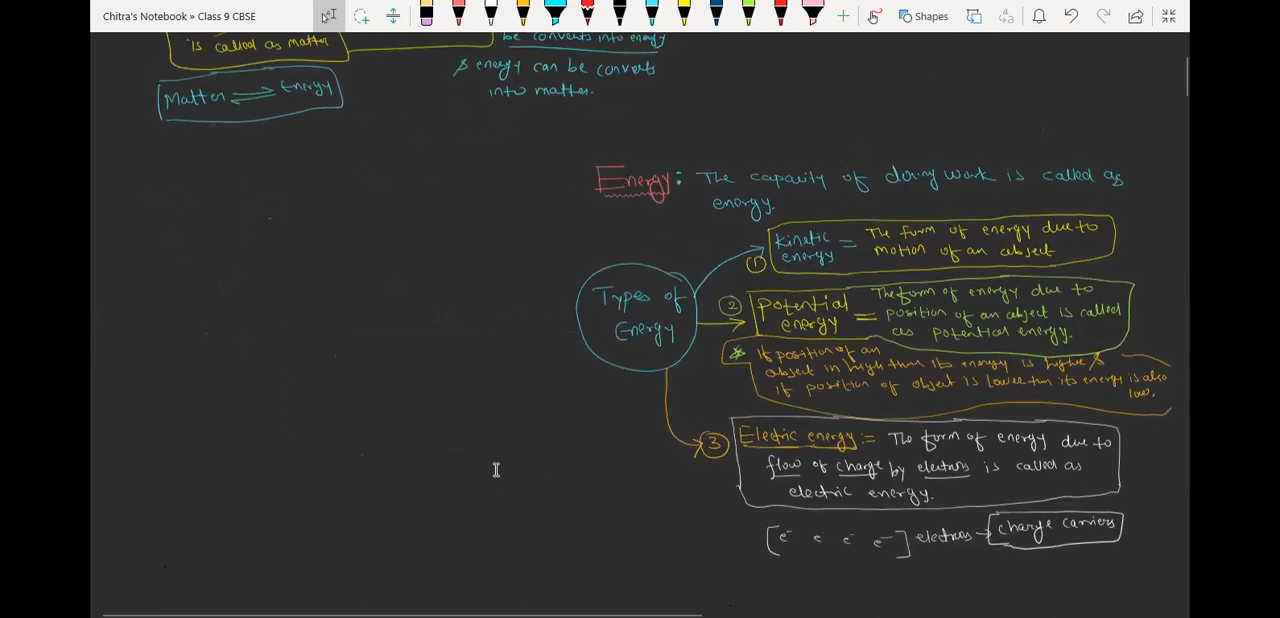 Chitra's Notebook » Class 9 CBSE
Shapes
is called as matter
be converts into energy
& energy can be converts
into matter.
Matter ⇌ Energy
Energy: The capacity of doing work is called as
energy.
Types of
Energy
① Kinetic
energy = The form of energy due to
motion of an object
② Potential
energy = The form of energy due to
position of an object is called
as potential energy.
* if position of an
object in high then its energy is higher &
if position of object is lower then its energy is also
low.
③ Electric energy := The form of energy due to
flow of charge by electrons is called as
electric energy.
[e⁻ e⁻ e⁻ e⁻] electrons → charge carriers